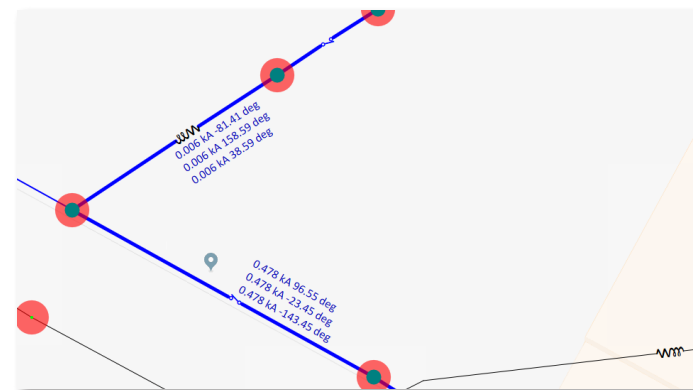 0.006 kA -81.41 deg
0.006 kA 158.59 deg
0.006 kA 38.59 deg
0.478 kA 96.55 deg
0.478 kA -23.45 deg
0.478 kA -143.45 deg